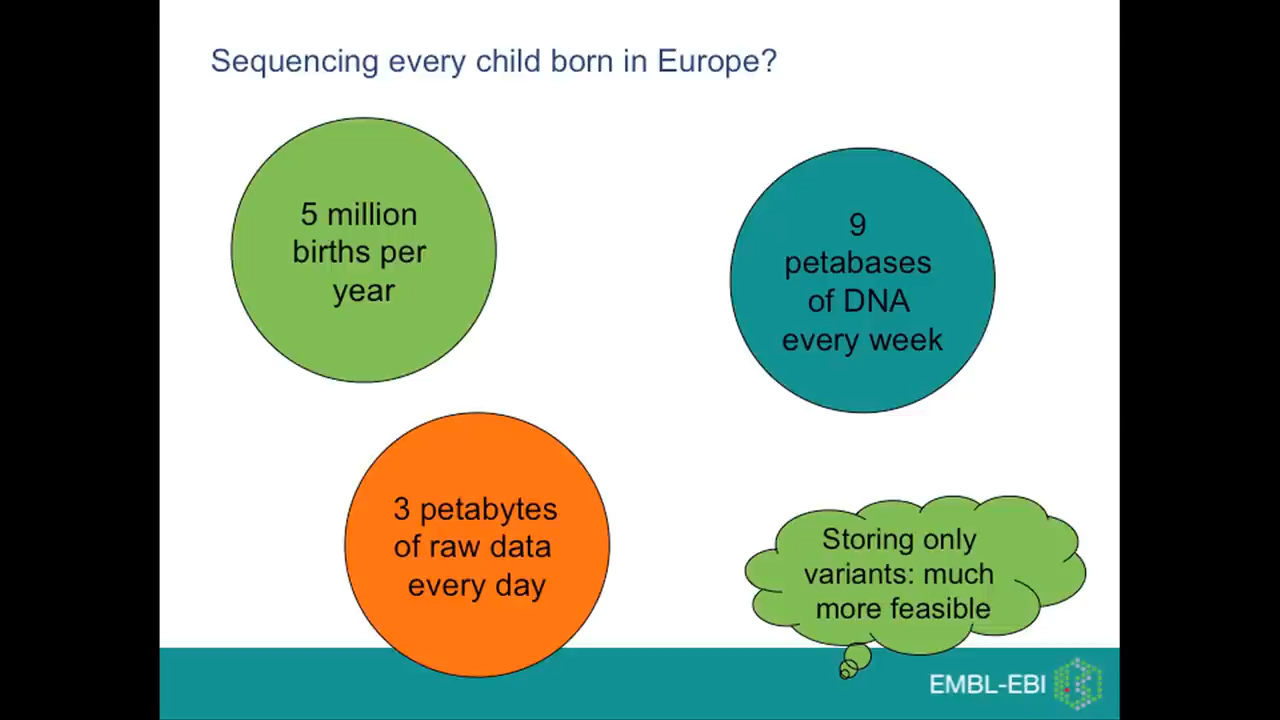 Sequencing every child born in Europe?
5 million
births per
year
9
petabases
of DNA
every week
3 petabytes
of raw data
every day
Storing only
variants: much
more feasible
EMBL-EBI